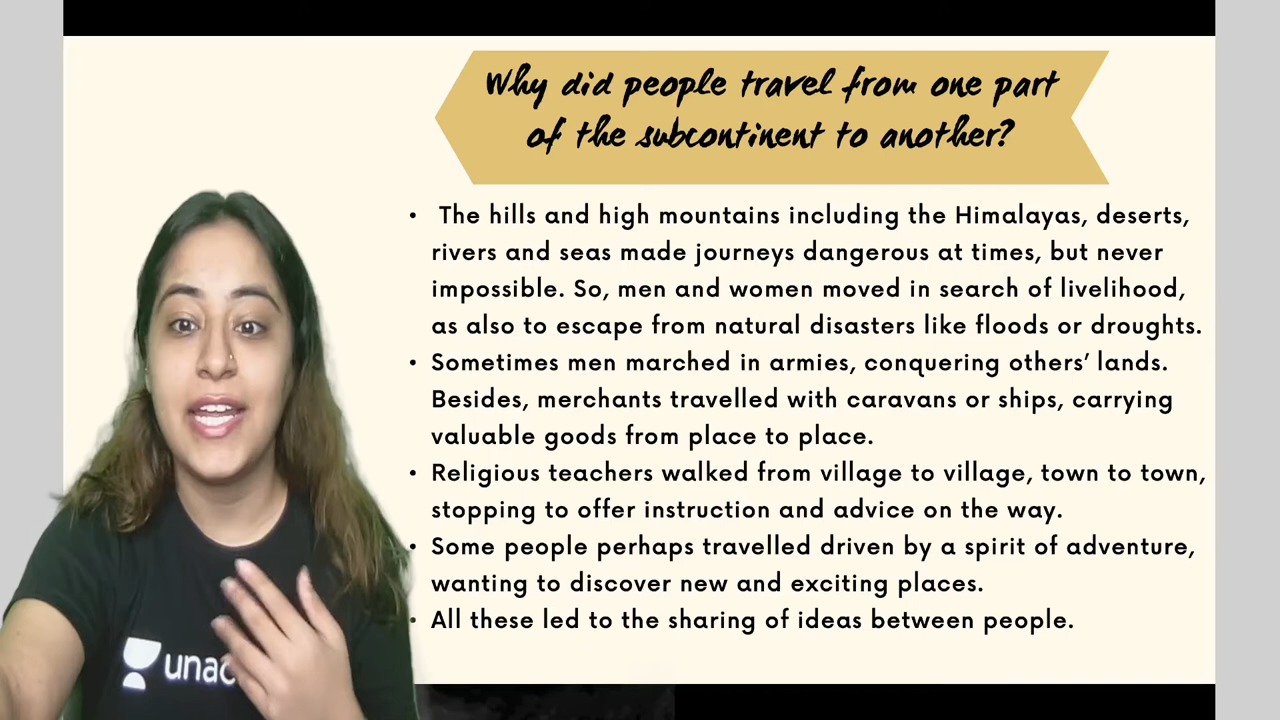 Why did people travel from one part
of the subcontinent to another?
• The hills and high mountains including the Himalayas, deserts,
rivers and seas made journeys dangerous at times, but never
impossible. So, men and women moved in search of livelihood,
as also to escape from natural disasters like floods or droughts.
• Sometimes men marched in armies, conquering others’ lands.
Besides, merchants travelled with caravans or ships, carrying
valuable goods from place to place.
• Religious teachers walked from village to village, town to town,
stopping to offer instruction and advice on the way.
• Some people perhaps travelled driven by a spirit of adventure,
wanting to discover new and exciting places.
• All these led to the sharing of ideas between people.